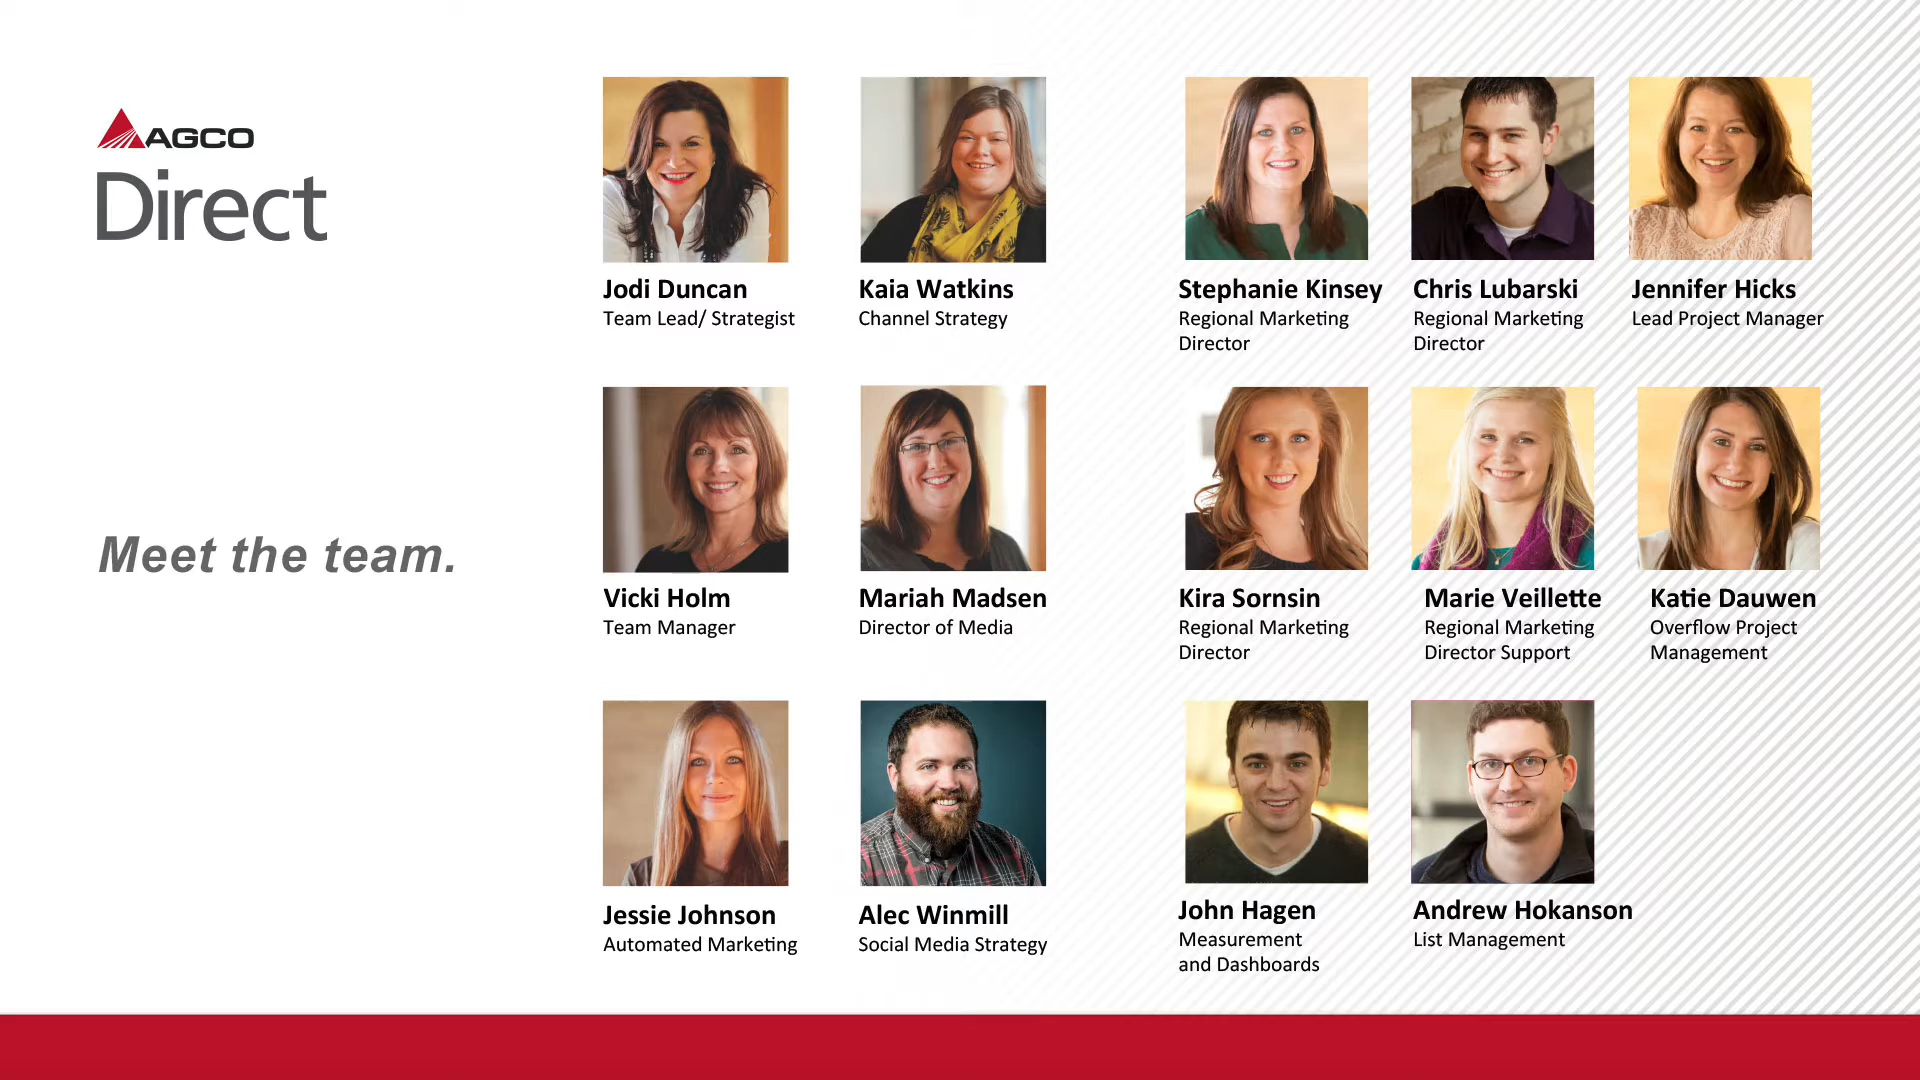 AGCO
Direct
Meet the team.
Jodi Duncan
Team Lead/ Strategist
Kaia Watkins
Channel Strategy
Stephanie Kinsey
Regional Marketing
Director
Chris Lubarski
Regional Marketing
Director
Jennifer Hicks
Lead Project Manager
Vicki Holm
Team Manager
Mariah Madsen
Director of Media
Kira Sornsin
Regional Marketing
Director
Marie Veillette
Regional Marketing
Director Support
Katie Dauwen
Overflow Project
Management
Jessie Johnson
Automated Marketing
Alec Winmill
Social Media Strategy
John Hagen
Measurement
and Dashboards
Andrew Hokanson
List Management